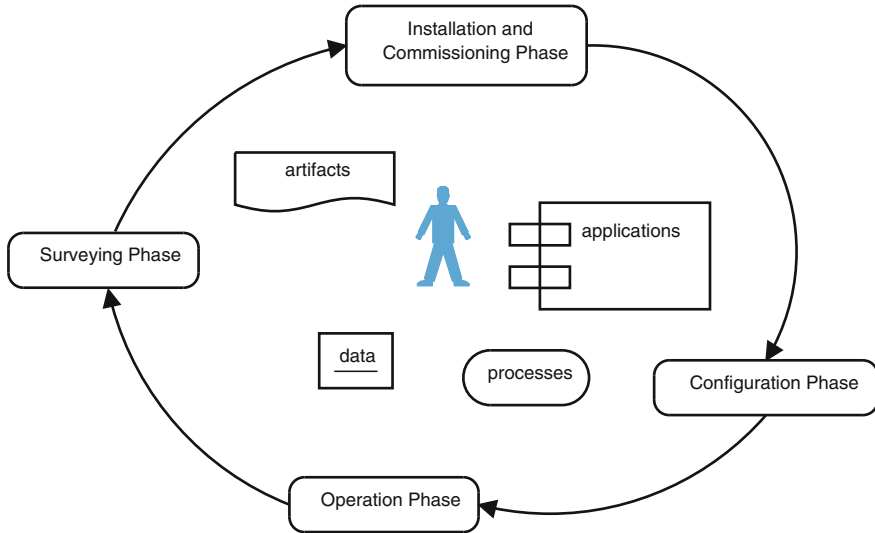 Installation and
Commissioning Phase
artifacts
applications
Surveying Phase
data
processes
Configuration Phase
Operation Phase